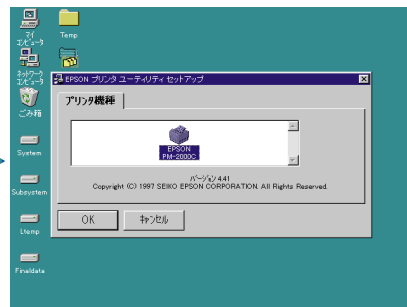 マイ
コンピュータ
Temp
ネットワーク
コンピュータ
EPSON プリンタ ユーティリティ セットアップ
ごみ箱
プリンタ機種
System
EPSON
PM-2000C
バージョン 4.41
Copyright (C) 1997 SEIKO EPSON CORPORATION. All Rights Reserved.
Subsystem
OK
キャンセル
Ltemp
Finaldata